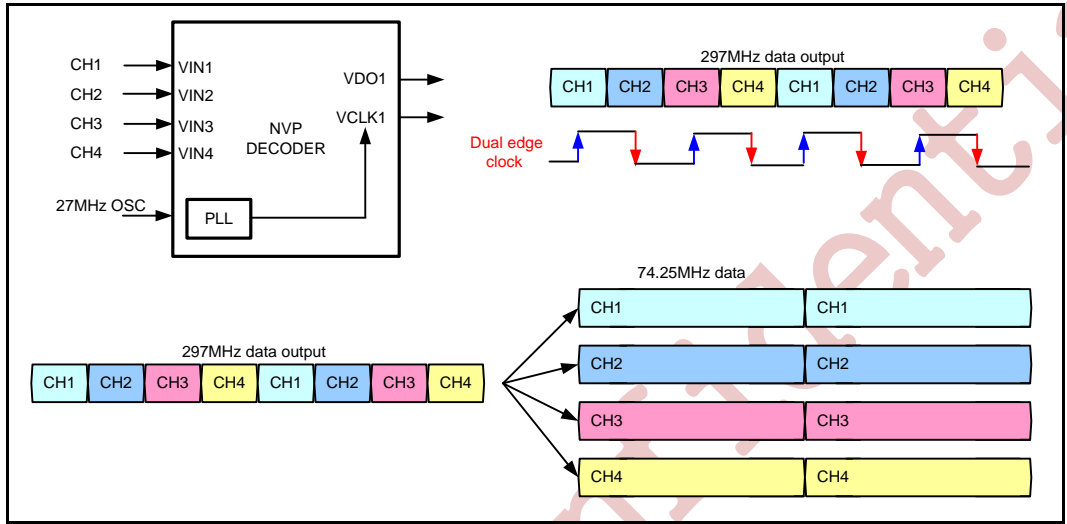 CH1
CH2
CH3
CH4
27MHz OSC
VIN1
VIN2
VIN3
VIN4
NVP
DECODER
PLL
VDO1
VCLK1
297MHz data output
CH1 CH2 CH3 CH4 CH1 CH2 CH3 CH4
Dual edge
clock
74.25MHz data
CH1 CH1
CH2 CH2
CH3 CH3
CH4 CH4
297MHz data output
CH1 CH2 CH3 CH4 CH1 CH2 CH3 CH4